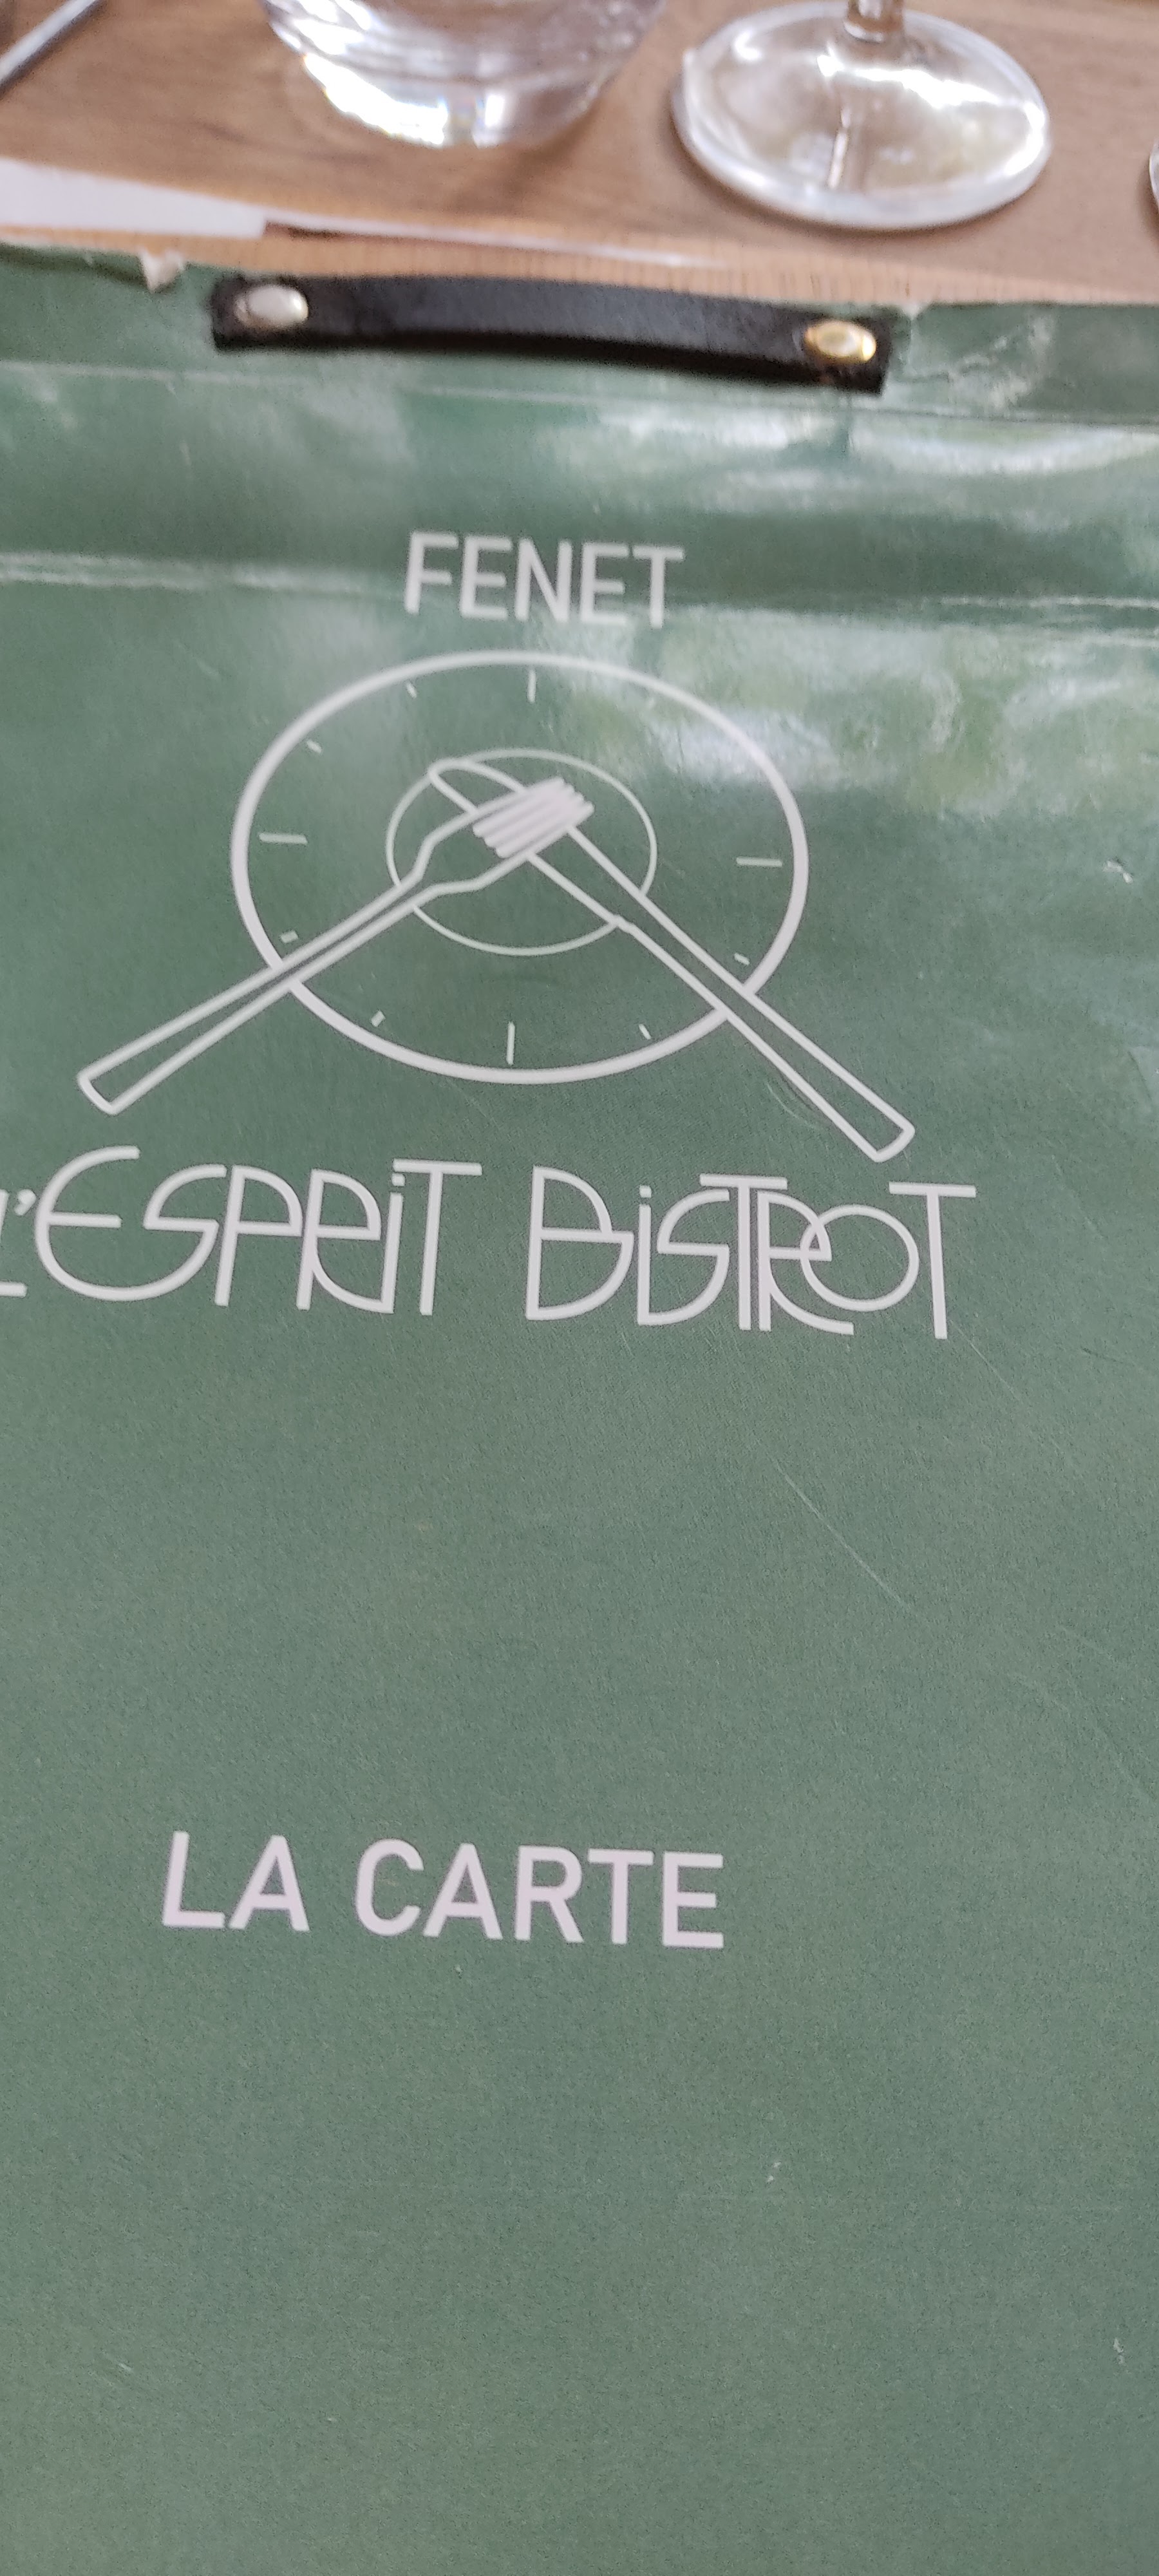 FENET
L'ESPRiT BiSTROT
LA CARTE